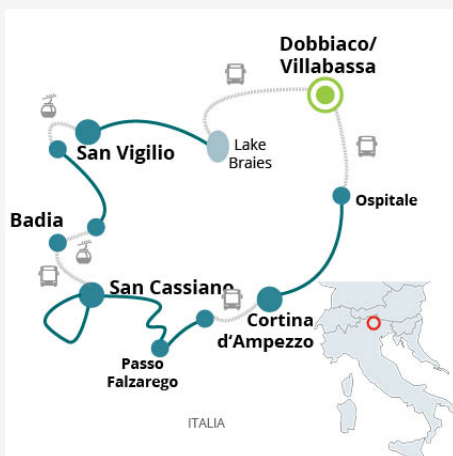 Dobbiaco/
Villabassa
San Vigilio
Lake
Braies
Ospitale
Badia
San Cassiano
Cortina
d'Ampezzo
Passo
Falzarego
ITALIA